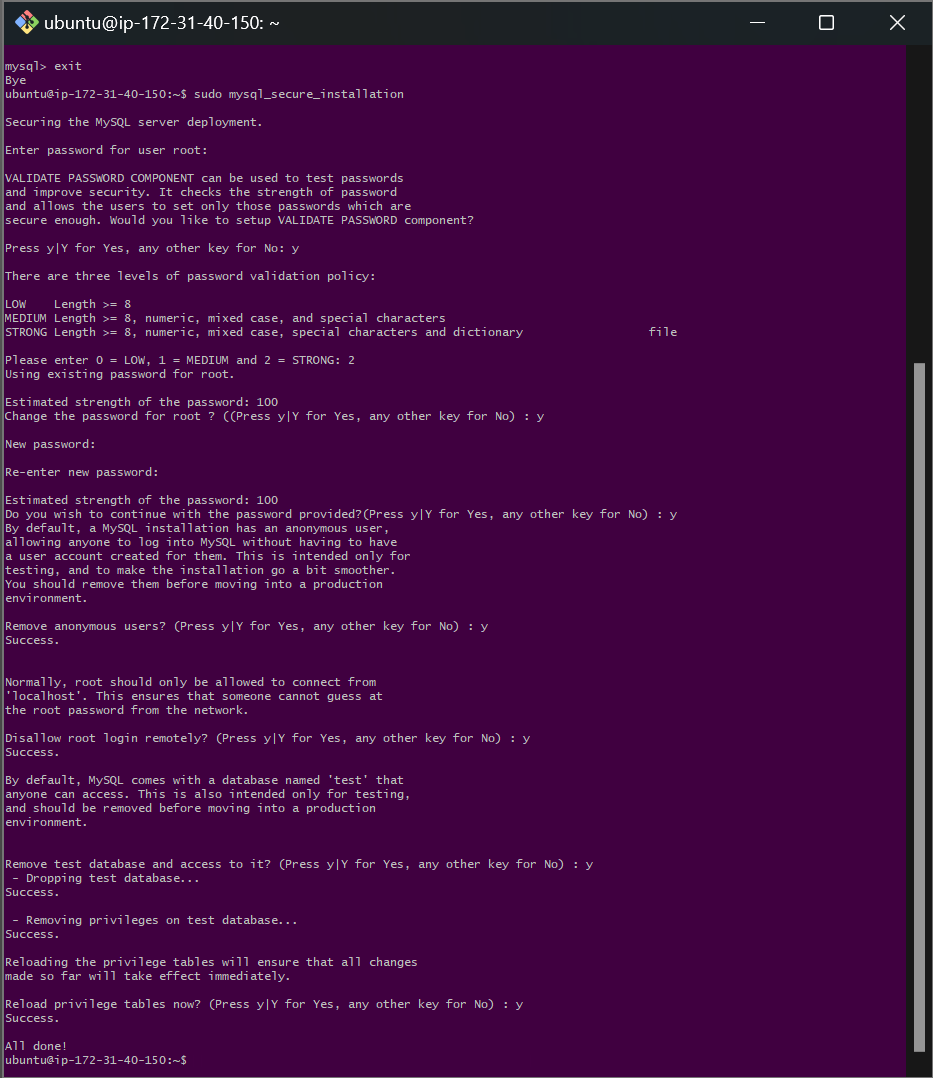 ubuntu@ip-172-31-40-150: ~
mysql> exit
Bye
ubuntu@ip-172-31-40-150:~$ sudo mysql_secure_installation
Securing the MySQL server deployment.
Enter password for user root:
VALIDATE PASSWORD COMPONENT can be used to test passwords
and improve security. It checks the strength of password
and allows the users to set only those passwords which are
secure enough. Would you like to setup VALIDATE PASSWORD component?
Press y|Y for Yes, any other key for No: y
There are three levels of password validation policy:
LOW    Length >= 8
MEDIUM Length >= 8, numeric, mixed case, and special characters
STRONG Length >= 8, numeric, mixed case, special characters and dictionary                  file
Please enter 0 = LOW, 1 = MEDIUM and 2 = STRONG: 2
Using existing password for root.
Estimated strength of the password: 100
Change the password for root ? ((Press y|Y for Yes, any other key for No) : y
New password:
Re-enter new password:
Estimated strength of the password: 100
Do you wish to continue with the password provided?(Press y|Y for Yes, any other key for No) : y
By default, a MySQL installation has an anonymous user,
allowing anyone to log into MySQL without having to have
a user account created for them. This is intended only for
testing, and to make the installation go a bit smoother.
You should remove them before moving into a production
environment.
Remove anonymous users? (Press y|Y for Yes, any other key for No) : y
Success.
Normally, root should only be allowed to connect from
'localhost'. This ensures that someone cannot guess at
the root password from the network.
Disallow root login remotely? (Press y|Y for Yes, any other key for No) : y
Success.
By default, MySQL comes with a database named 'test' that
anyone can access. This is also intended only for testing,
and should be removed before moving into a production
environment.
Remove test database and access to it? (Press y|Y for Yes, any other key for No) : y
 - Dropping test database...
Success.
 - Removing privileges on test database...
Success.
Reloading the privilege tables will ensure that all changes
made so far will take effect immediately.
Reload privilege tables now? (Press y|Y for Yes, any other key for No) : y
Success.
All done!
ubuntu@ip-172-31-40-150:~$